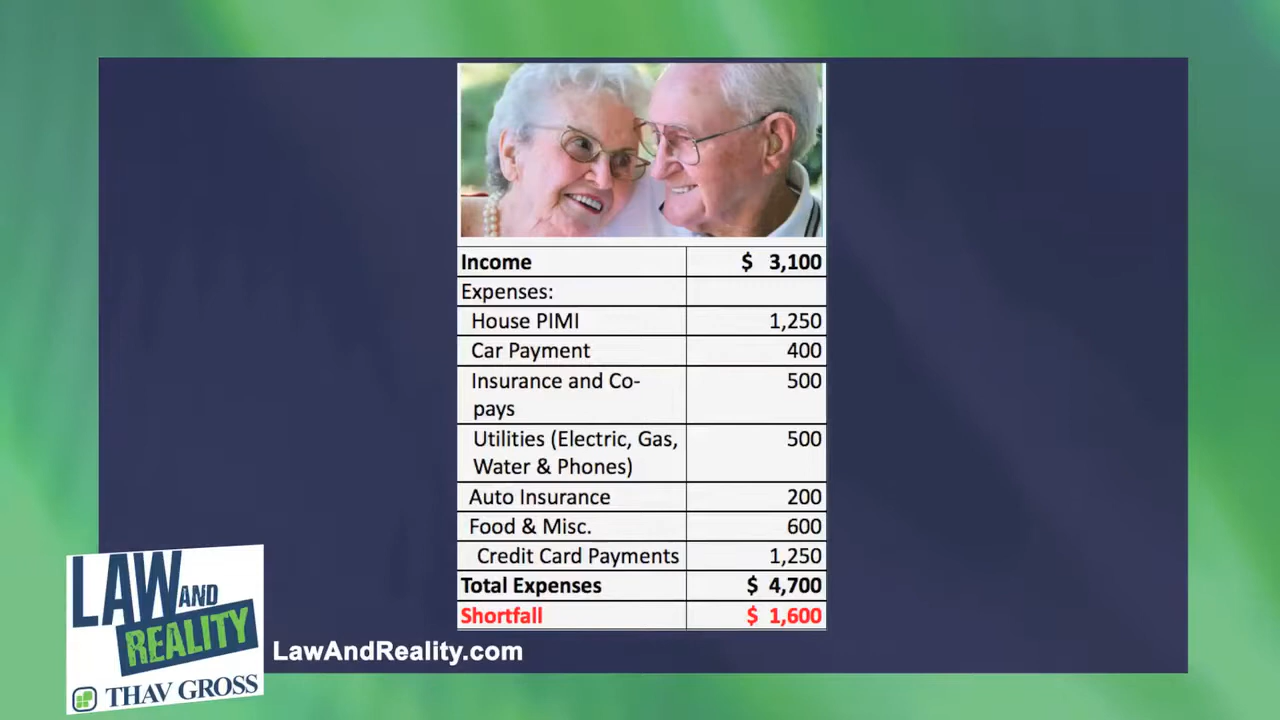 Income $ 3,100
Expenses:
House PIMI 1,250
Car Payment 400
Insurance and Co- 500
pays
Utilities (Electric, Gas, 500
Water & Phones)
Auto Insurance 200
Food & Misc. 600
Credit Card Payments 1,250
Total Expenses $ 4,700
Shortfall $ 1,600
LAW AND
REALITY
THAV GROSS
LawAndReality.com